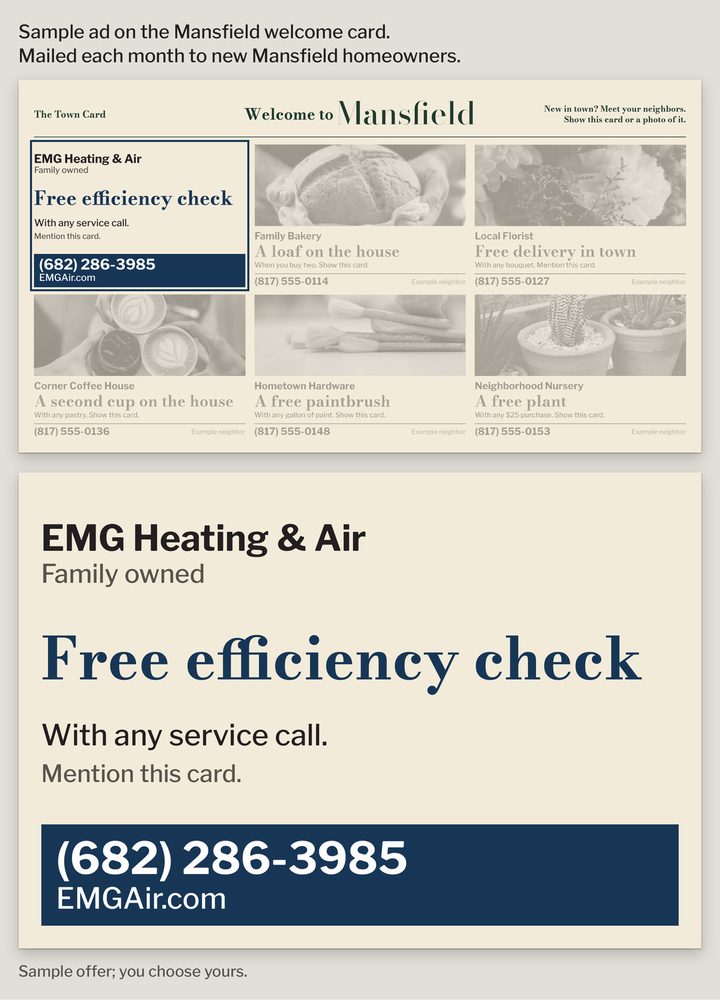 Sample ad on the Mansfield welcome card.
Mailed each month to new Mansfield homeowners.
The Town Card
Welcome to Mansfield
New in town? Meet your neighbors.
Show this card or a photo of it.
EMG Heating & Air
Family owned
Free efficiency check
With any service call.
Mention this card.
(682) 286-3985
EMGAir.com
Family Bakery
A loaf on the house
When you buy two. Show this card.
(817) 555-0114
Example neighbor
Local Florist
Free delivery in town
With any bouquet. Mention this card.
(817) 555-0127
Example neighbor
Corner Coffee House
A second cup on the house
With any pastry. Show this card.
(817) 555-0136
Example neighbor
Hometown Hardware
A free paintbrush
With any gallon of paint. Show this card.
(817) 555-0148
Example neighbor
Neighborhood Nursery
A free plant
With any $25 purchase. Show this card.
(817) 555-0153
Example neighbor
EMG Heating & Air
Family owned
Free efficiency check
With any service call.
Mention this card.
(682) 286-3985
EMGAir.com
Sample offer; you choose yours.